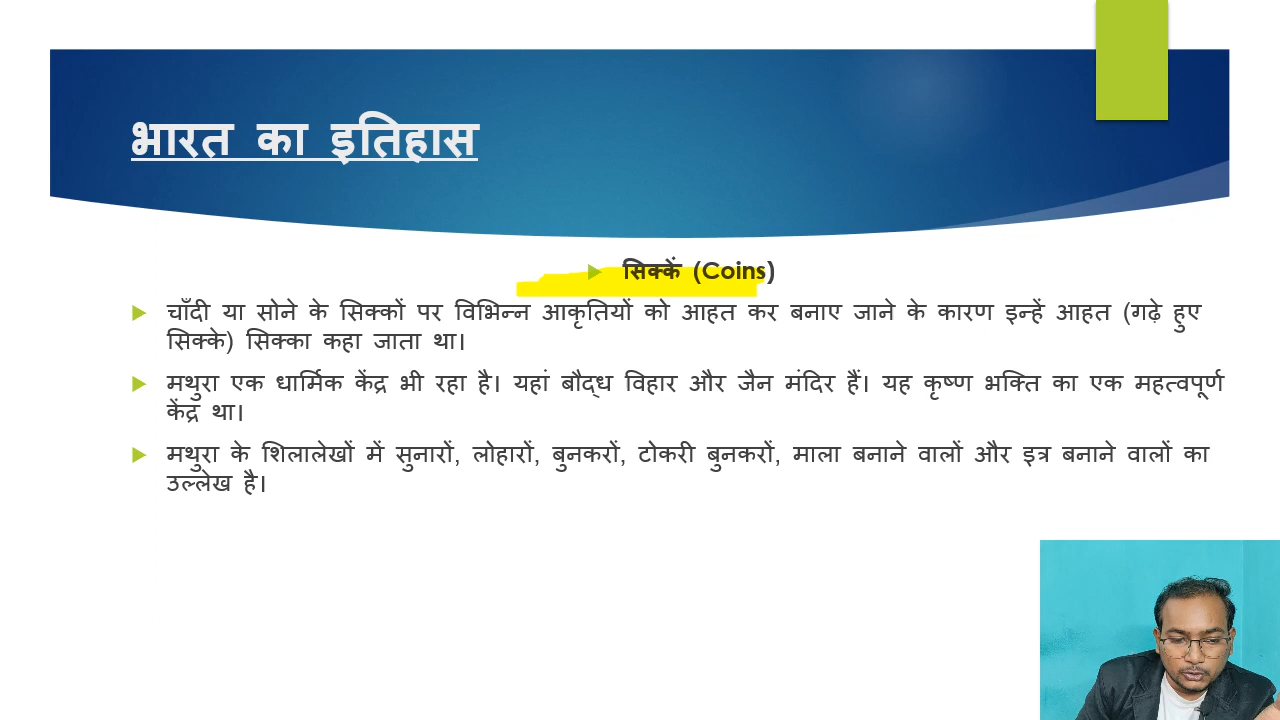 भारत का इतिहास
सिक्कें (Coins)
चाँदी या सोने के सिक्कों पर विभिन्न आकृतियों को आहत कर बनाए जाने के कारण इन्हें आहत (गढ़े हुए
सिक्के) सिक्का कहा जाता था।
मथुरा एक धार्मिक केंद्र भी रहा है। यहां बौद्ध विहार और जैन मंदिर हैं। यह कृष्ण भक्ति का एक महत्वपूर्ण
केंद्र था।
मथुरा के शिलालेखों में सुनारों, लोहारों, बुनकरों, टोकरी बुनकरों, माला बनाने वालों और इत्र बनाने वालों का
उल्लेख है।